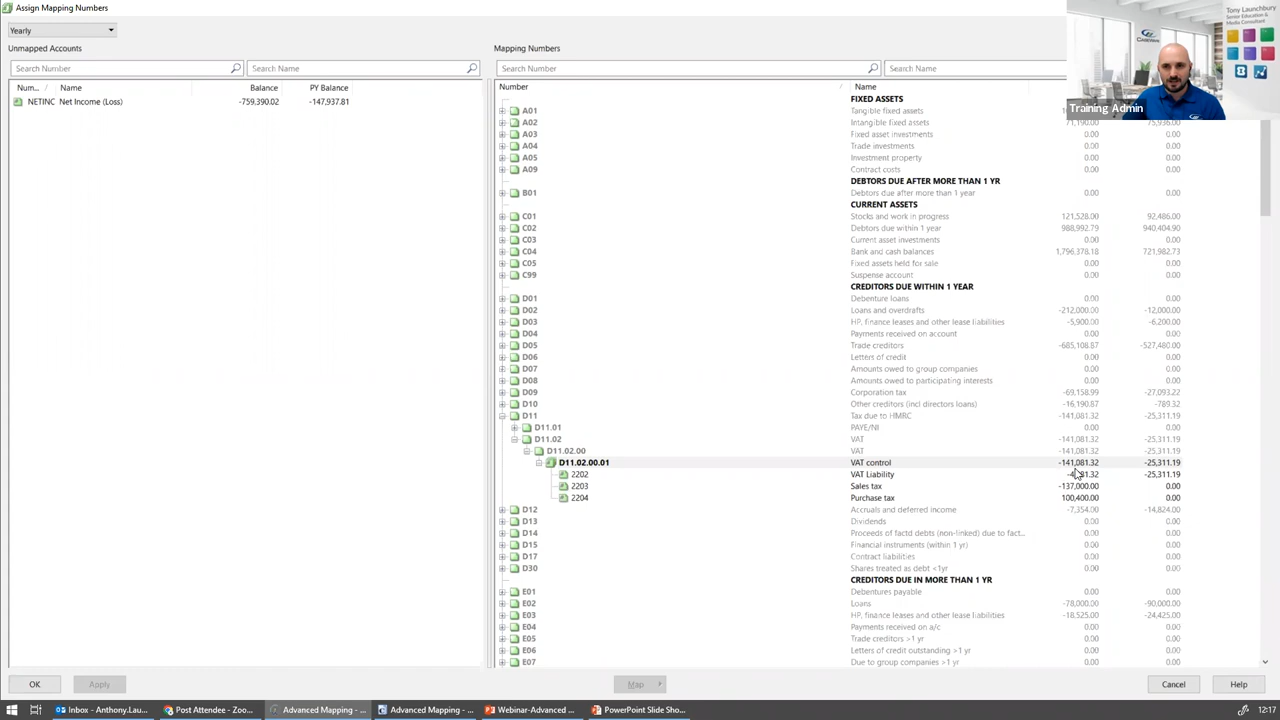 Assign Mapping Numbers
Tony Launchbury
Senior Education &
Media Consultant
CASEWARE
Training Admin
Yearly
Unmapped Accounts
Mapping Numbers
Search Number Search Name Search Number Search Name
Num... / Name Balance PY Balance
Number / Name
NETINC Net Income (Loss) -759,390.02 -147,937.81
FIXED ASSETS
A01 Tangible fixed assets
A02 Intangible fixed assets 71,190.00 75,936.00
A03 Fixed asset investments 0.00 0.00
A04 Trade investments 0.00 0.00
A05 Investment property 0.00 0.00
A09 Contract costs 0.00 0.00
DEBTORS DUE AFTER MORE THAN 1 YR
B01 Debtors due after more than 1 year 0.00 0.00
CURRENT ASSETS
C01 Stocks and work in progress 121,528.00 92,486.00
C02 Debtors due within 1 year 988,992.79 940,404.90
C03 Current asset investments 0.00 0.00
C04 Bank and cash balances 1,796,378.18 721,982.73
C05 Fixed assets held for sale 0.00 0.00
C99 Suspense account 0.00 0.00
CREDITORS DUE WITHIN 1 YEAR
D01 Debenture loans 0.00 0.00
D02 Loans and overdrafts -212,000.00 -12,000.00
D03 HP, finance leases and other lease liabilities -5,900.00 -6,200.00
D04 Payments received on account 0.00 0.00
D05 Trade creditors -685,108.87 -527,480.00
D06 Letters of credit 0.00 0.00
D07 Amounts owed to group companies 0.00 0.00
D08 Amounts owed to participating interests 0.00 0.00
D09 Corporation tax -69,158.99 -27,093.22
D10 Other creditors (incl directors loans) -16,190.87 -789.32
D11 Tax due to HMRC -141,081.32 -25,311.19
D11.01 PAYE/NI 0.00 0.00
D11.02 VAT -141,081.32 -25,311.19
D11.02.00 VAT -141,081.32 -25,311.19
D11.02.00.01 VAT control -141,081.32 -25,311.19
2202 VAT Liability -25,311.19
2203 Sales tax -137,000.00 0.00
2204 Purchase tax 100,400.00 0.00
D12 Accruals and deferred income -7,354.00 -14,824.00
D13 Dividends 0.00 0.00
D14 Proceeds of factd debts (non-linked) due to fact... 0.00 0.00
D15 Financial instruments (within 1 yr) 0.00 0.00
D17 Contract liabilities 0.00 0.00
D30 Shares treated as debt <1yr 0.00 0.00
CREDITORS DUE IN MORE THAN 1 YR
E01 Debentures payable 0.00 0.00
E02 Loans -78,000.00 -90,000.00
E03 HP, finance leases and other lease liabilities -18,525.00 -24,425.00
E04 Payments received on a/c 0.00 0.00
E05 Trade creditors >1 yr 0.00 0.00
E06 Letters of credit outstanding >1 yr 0.00 0.00
E07 Due to group companies >1 yr 0.00 0.00
OK Apply Map Cancel Help
Inbox - Anthony.Lau... Post Attendee - Zoo... Advanced Mapping -... Advanced Mapping -... Webinar-Advanced ... PowerPoint Slide Sho... 12:17